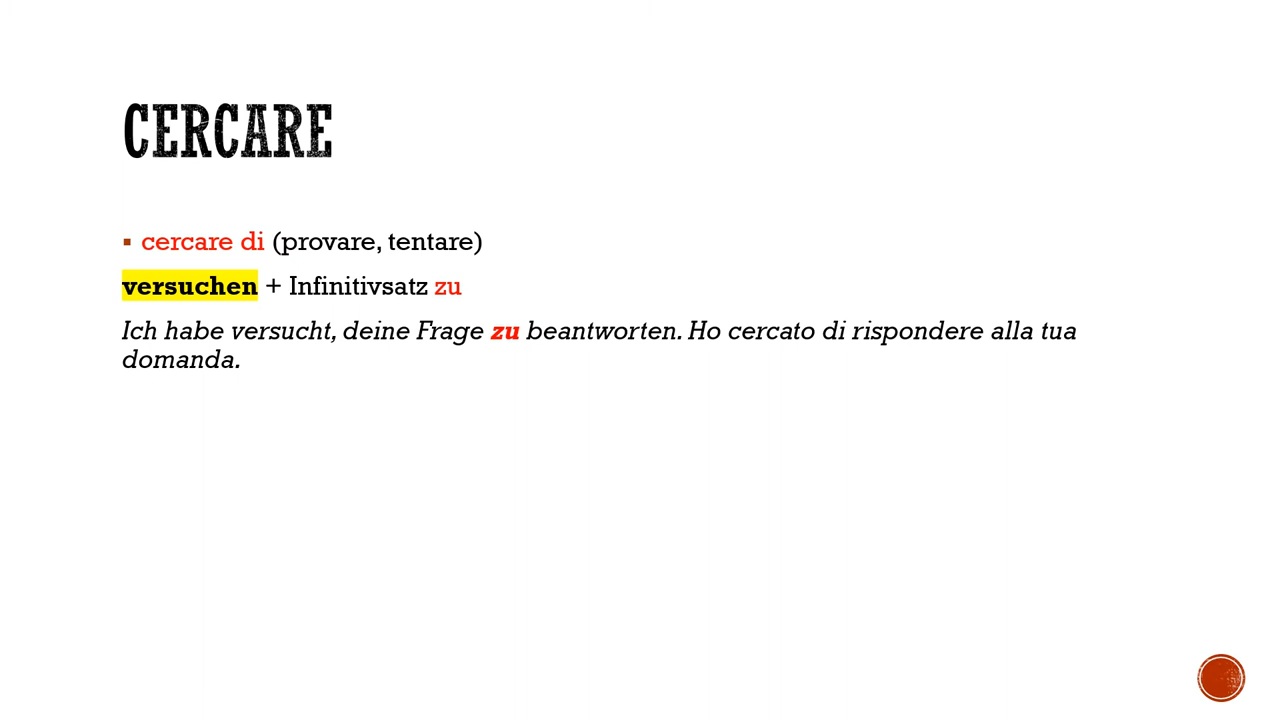 CERCARE
▪ cercare di (provare, tentare)
versuchen + Infinitivsatz zu
Ich habe versucht, deine Frage zu beantworten. Ho cercato di rispondere alla tua
domanda.